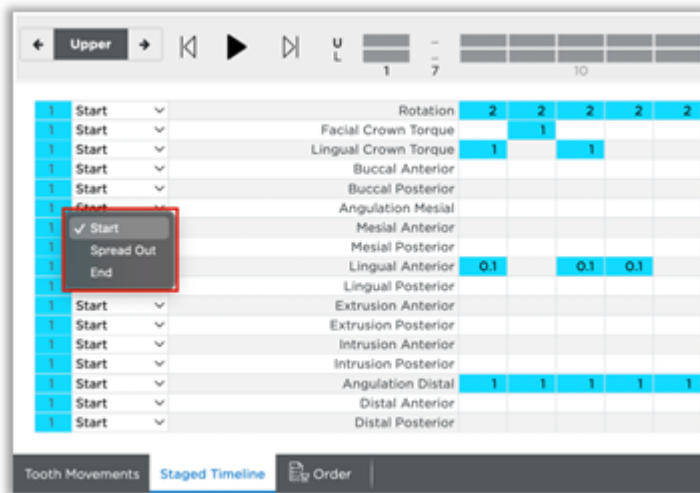 Upper
U
L
1 – –7 10
1 Start Rotation 2 2 2 2 2
1 Start Facial Crown Torque 1
1 Start Lingual Crown Torque 1 1
1 Start Buccal Anterior
1 Start Buccal Posterior
1 Start Angulation Mesial
1 Mesial Anterior
✓ Start
1 Mesial Posterior
Spread Out
1 Lingual Anterior 0.1 0.1 0.1
End
1 Lingual Posterior
1 Start Extrusion Anterior
1 Start Extrusion Posterior
1 Start Intrusion Anterior
1 Start Intrusion Posterior
1 Start Angulation Distal 1 1 1 1 1
1 Start Distal Anterior
1 Start Distal Posterior
Tooth Movements Staged Timeline Order